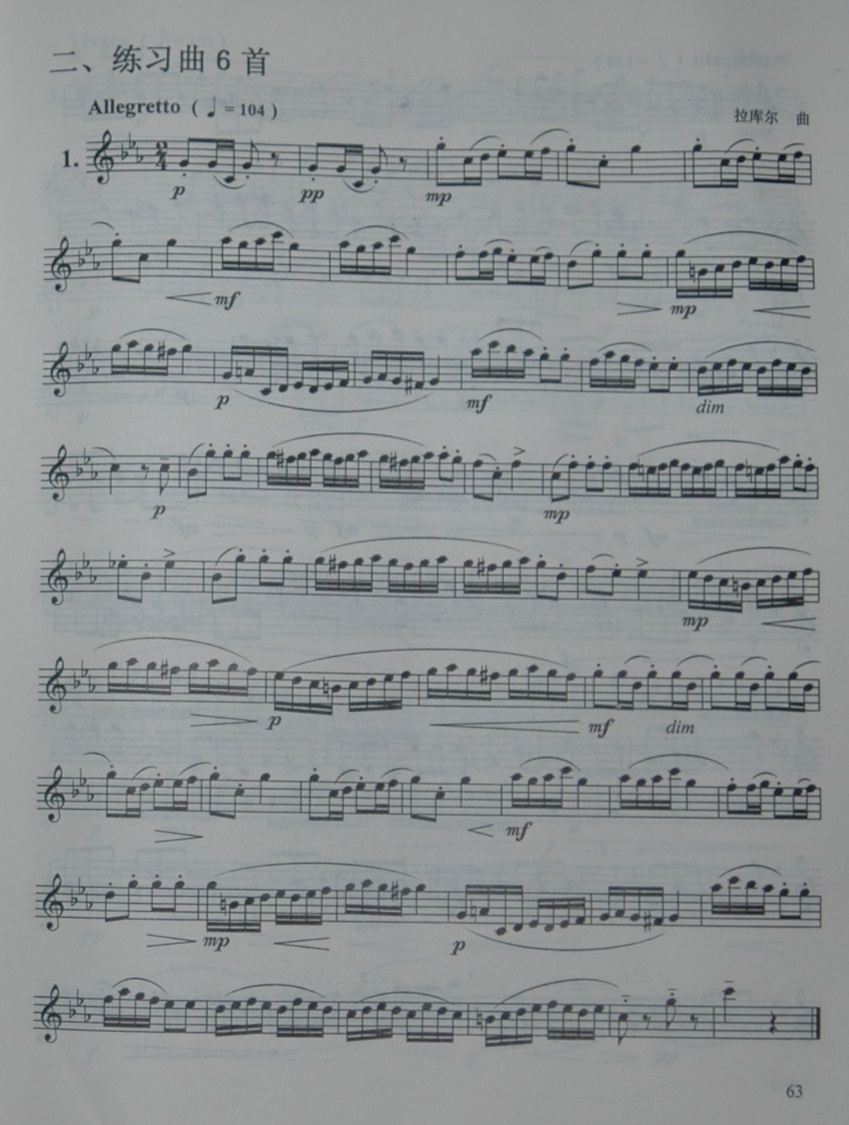 二、练习曲 6 首
Allegretto ( ♩ = 104 )
拉库尔 曲
1.
2
4
p pp mp
mf mp
p mf dim
p mp
mp
p mf dim
mf
mp p
63